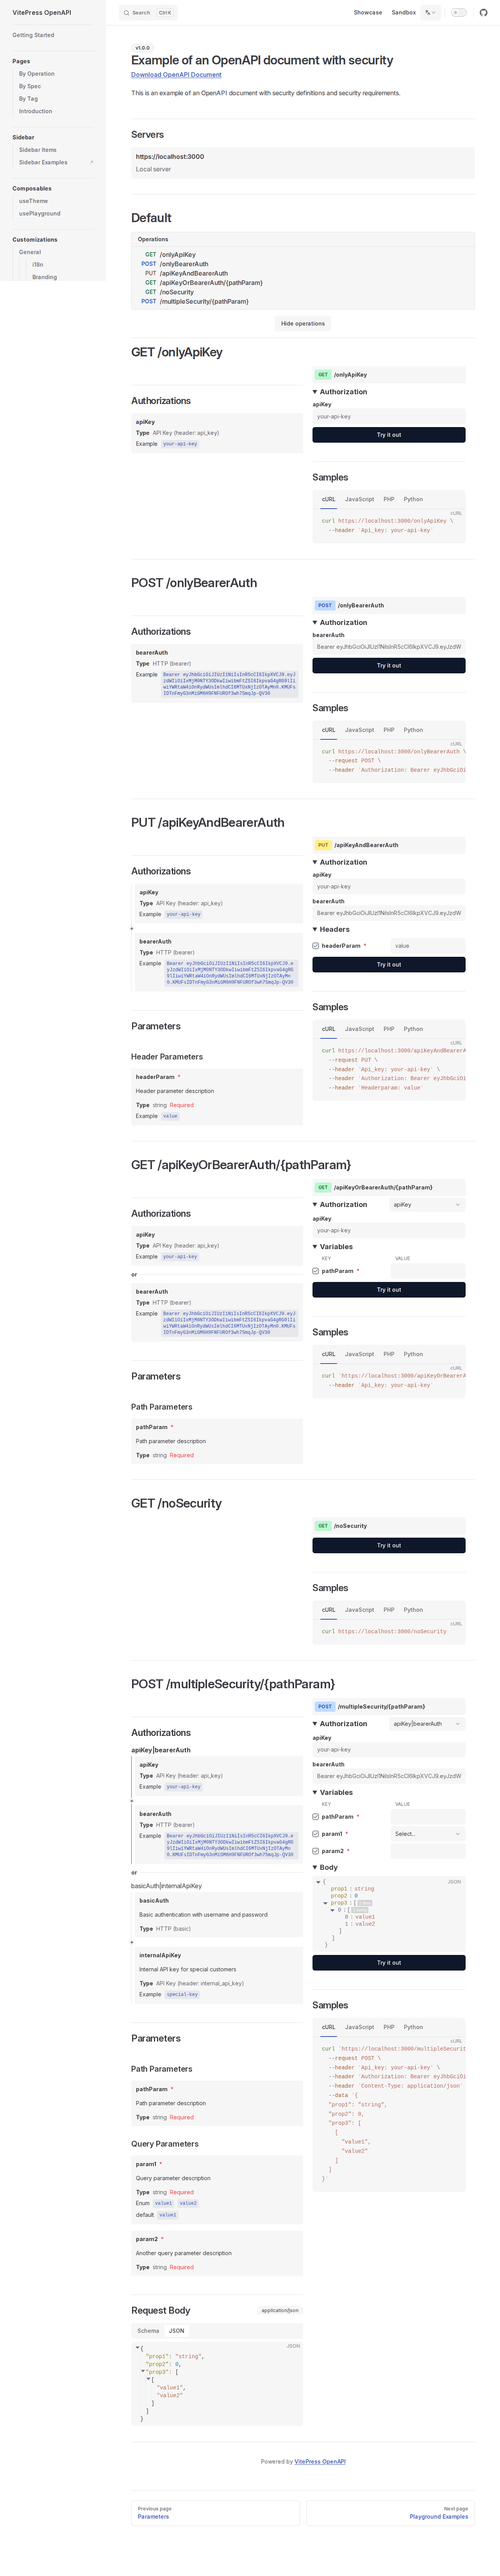 VitePress OpenAPI
Search Ctrl K
Showcase
Sandbox
Getting Started
Pages
By Operation
By Spec
By Tag
Introduction
Sidebar
Sidebar Items
Sidebar Examples
Composables
useTheme
usePlayground
Customizations
General
i18n
Branding
v1.0.0
Example of an OpenAPI document with security
Download OpenAPI Document
This is an example of an OpenAPI document with security definitions and security requirements.
Servers
https://localhost:3000
Local server
Default
Operations
GET /onlyApiKey
POST /onlyBearerAuth
PUT /apiKeyAndBearerAuth
GET /apiKeyOrBearerAuth/{pathParam}
GET /noSecurity
POST /multipleSecurity/{pathParam}
Hide operations
GET /onlyApiKey
Authorizations
apiKey
Type API Key (header: api_key)
Example your-api-key
GET /onlyApiKey
Authorization
apiKey
your-api-key
Try it out
Samples
cURL JavaScript PHP Python
cURL
curl https://localhost:3000/onlyApiKey \
--header 'Api_key: your-api-key'
POST /onlyBearerAuth
Authorizations
bearerAuth
Type HTTP (bearer)
Example
POST /onlyBearerAuth
Authorization
bearerAuth
Try it out
Samples
cURL JavaScript PHP Python
cURL
curl https://localhost:3000/onlyBearerAuth \
--request POST \
--header 'Authorization: Bearer eyJhbGciOi
PUT /apiKeyAndBearerAuth
Authorizations
apiKey
Type API Key (header: api_key)
Example your-api-key
+
bearerAuth
Type HTTP (bearer)
Example
Parameters
Header Parameters
headerParam *
Header parameter description
Type string Required
Example value
PUT /apiKeyAndBearerAuth
Authorization
apiKey
your-api-key
bearerAuth
Headers
headerParam * value
Try it out
Samples
cURL JavaScript PHP Python
cURL
curl https://localhost:3000/apiKeyAndBearerA
--request PUT \
--header 'Api_key: your-api-key' \
--header 'Authorization: Bearer eyJhbGciOi
--header 'Headerparam: value'
GET /apiKeyOrBearerAuth/{pathParam}
Authorizations
apiKey
Type API Key (header: api_key)
Example your-api-key
or
bearerAuth
Type HTTP (bearer)
Example
Parameters
Path Parameters
pathParam *
Path parameter description
Type string Required
GET /apiKeyOrBearerAuth/{pathParam}
Authorization apiKey
apiKey
your-api-key
Variables
KEY VALUE
pathParam *
Try it out
Samples
cURL JavaScript PHP Python
cURL
curl 'https://localhost:3000/apiKeyOrBearerA
--header 'Api_key: your-api-key'
GET /noSecurity
GET /noSecurity
Try it out
Samples
cURL JavaScript PHP Python
cURL
curl https://localhost:3000/noSecurity
POST /multipleSecurity/{pathParam}
Authorizations
apiKey|bearerAuth
apiKey
Type API Key (header: api_key)
Example your-api-key
+
bearerAuth
Type HTTP (bearer)
Example
or
basicAuth|internalApiKey
basicAuth
Basic authentication with username and password
Type HTTP (basic)
+
internalApiKey
Internal API key for special customers
Type API Key (header: internal_api_key)
Example special-key
Parameters
Path Parameters
pathParam *
Path parameter description
Type string Required
Query Parameters
param1 *
Query parameter description
Type string Required
Enum value1 value2
default value1
param2 *
Another query parameter description
Type string Required
Request Body
application/json
Schema JSON
JSON
{
"prop1": "string",
"prop2": 0,
"prop3": [
[
"value1",
"value2"
]
]
}
POST /multipleSecurity/{pathParam}
Authorization apiKey|bearerAuth
apiKey
your-api-key
bearerAuth
Variables
KEY VALUE
pathParam *
param1 * Select...
param2 *
Body
JSON
{
prop1 : string
prop2 : 0
prop3 : [
0 : [
0 : value1
1 : value2
]
]
}
Try it out
Samples
cURL JavaScript PHP Python
cURL
curl 'https://localhost:3000/multipleSecurit
--request POST \
--header 'Api_key: your-api-key' \
--header 'Authorization: Bearer eyJhbGciOi
--header 'Content-Type: application/json'
--data '{
"prop1": "string",
"prop2": 0,
"prop3": [
[
"value1",
"value2"
]
]
}'
Powered by VitePress OpenAPI
Previous page
Parameters
Next page
Playground Examples